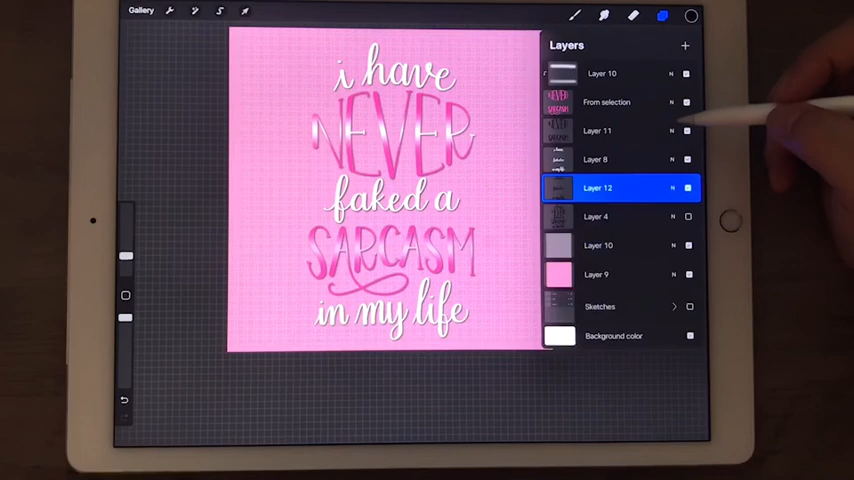 Gallery
Layers
i have
NEVER
faked a
SARCASM
in my life
Layer 10 N
From selection N
Layer 11 N
Layer 8 N
Layer 12 N
Layer 4 N
Layer 10 N
Layer 9 N
Sketches
Background color